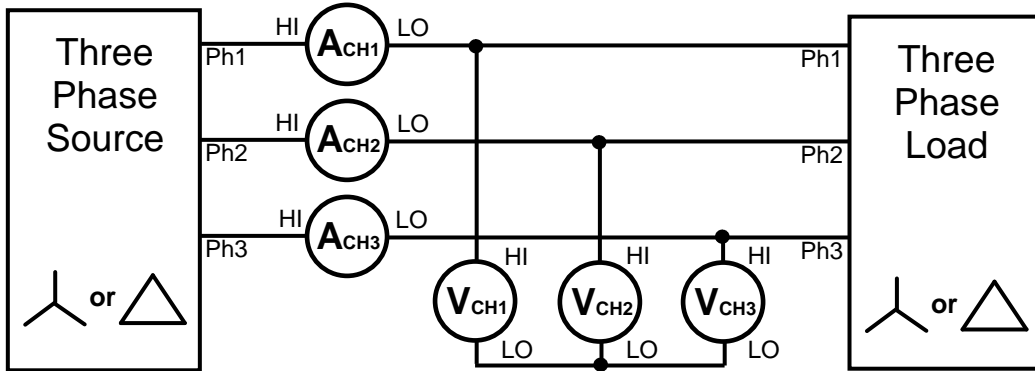 Three
Phase
Source
or
Ph1
Ph2
Ph3
HI
ACH1
LO
HI
ACH2
LO
HI
ACH3
LO
HI
VCH1
LO
HI
VCH2
LO
HI
VCH3
LO
Ph1
Ph2
Ph3
Three
Phase
Load
or